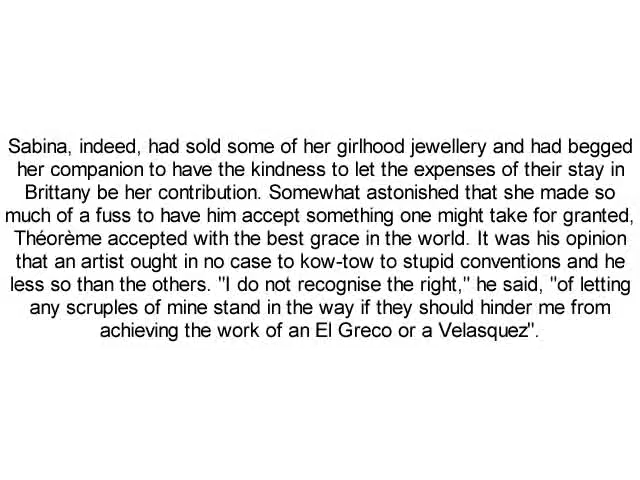 Sabina, indeed, had sold some of her girlhood jewellery and had begged
her companion to have the kindness to let the expenses of their stay in
Brittany be her contribution. Somewhat astonished that she made so
much of a fuss to have him accept something one might take for granted,
Théorème accepted with the best grace in the world. It was his opinion
that an artist ought in no case to kow-tow to stupid conventions and he
less so than the others. "I do not recognise the right," he said, "of letting
any scruples of mine stand in the way if they should hinder me from
achieving the work of an El Greco or a Velasquez".